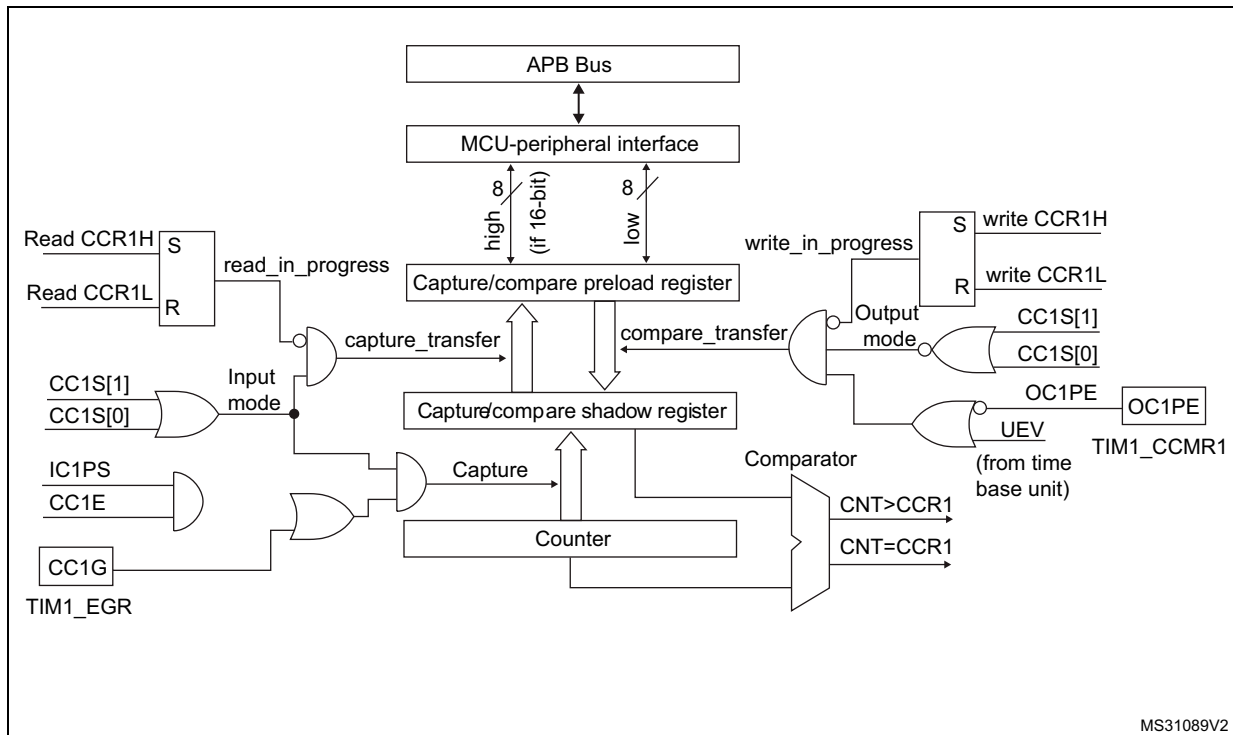 APB Bus
MCU-peripheral interface
8
high
(if 16-bit)
8
low
Read CCR1H
S
read_in_progress
Read CCR1L
R
write_in_progress
S
write CCR1H
R
write CCR1L
Capture/compare preload register
capture_transfer
compare_transfer
Output
mode
CC1S[1]
CC1S[0]
CC1S[1]
CC1S[0]
Input
mode
Capture/compare shadow register
OC1PE
OC1PE
UEV
TIM1_CCMR1
(from time
base unit)
IC1PS
CC1E
Capture
Comparator
CNT>CCR1
Counter
CNT=CCR1
CC1G
TIM1_EGR
MS31089V2